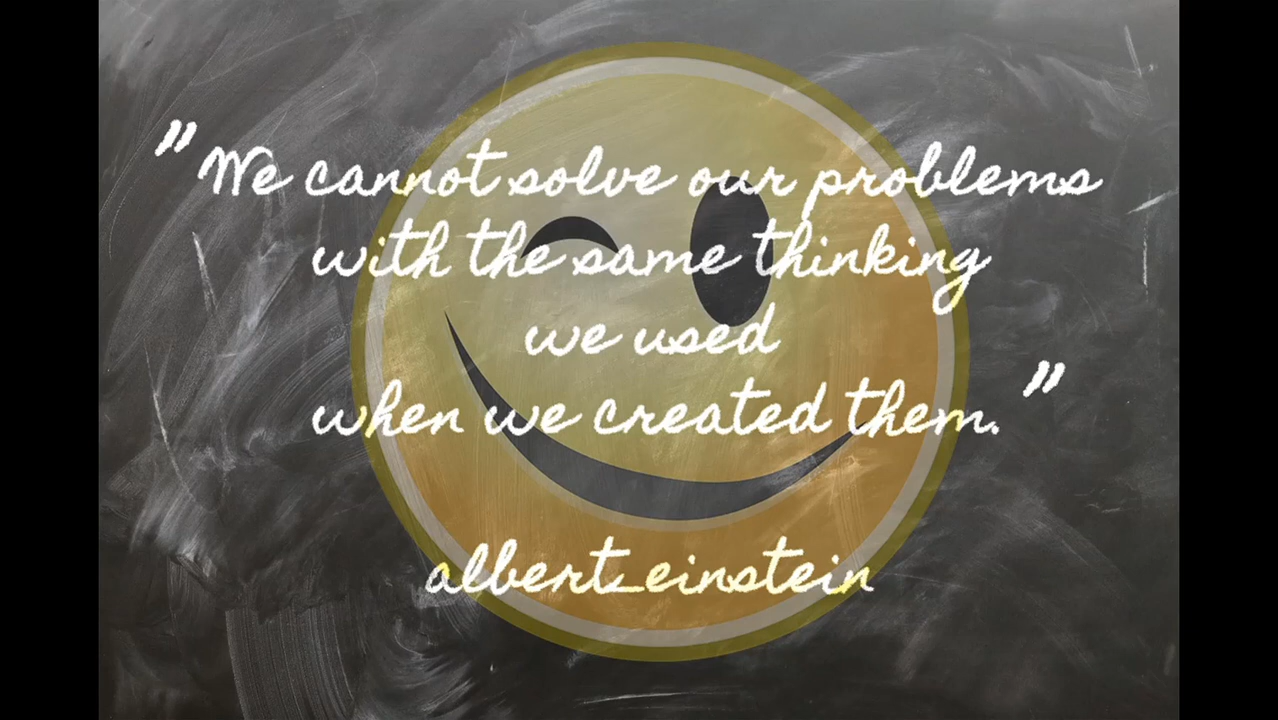 "We cannot solve our problems
with the same thinking
we used
when we created them."
albert einstein